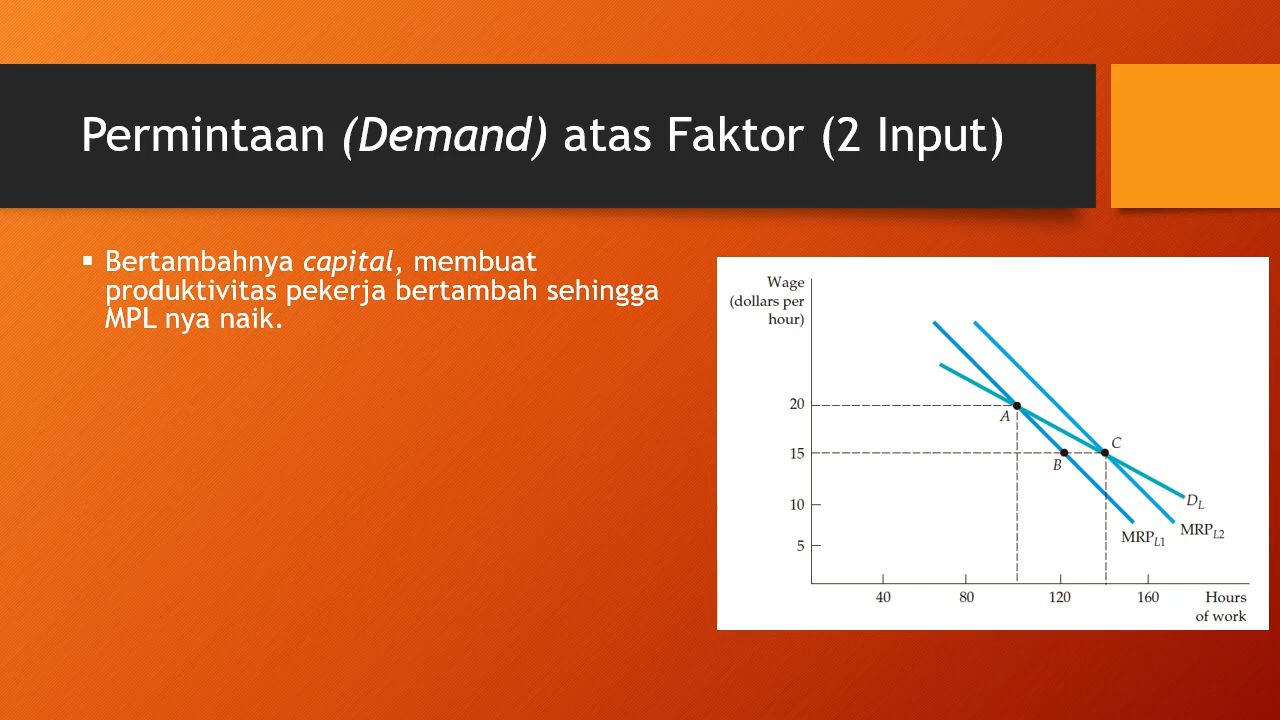 Permintaan (Demand) atas Faktor (2 Input)
▪ Bertambahnya capital, membuat
produktivitas pekerja bertambah sehingga
MPL nya naik.
Wage
(dollars per
hour)
20
15
10
5
A
B
C
D_L
MRP_L1
MRP_L2
40 80 120 160 Hours
of work